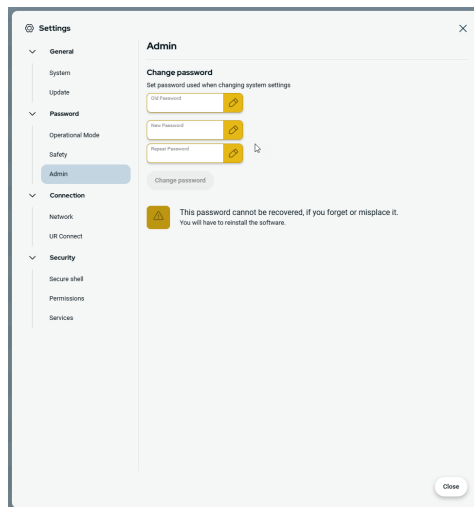 Settings
General
System
Update
Password
Operational Mode
Safety
Admin
Connection
Network
UR Connect
Security
Secure shell
Permissions
Services
Admin
Change password
Set password used when changing system settings
Old Password
New Password
Repeat Password
Change password
This password cannot be recovered, if you forget or misplace it.
You will have to reinstall the software.
Close